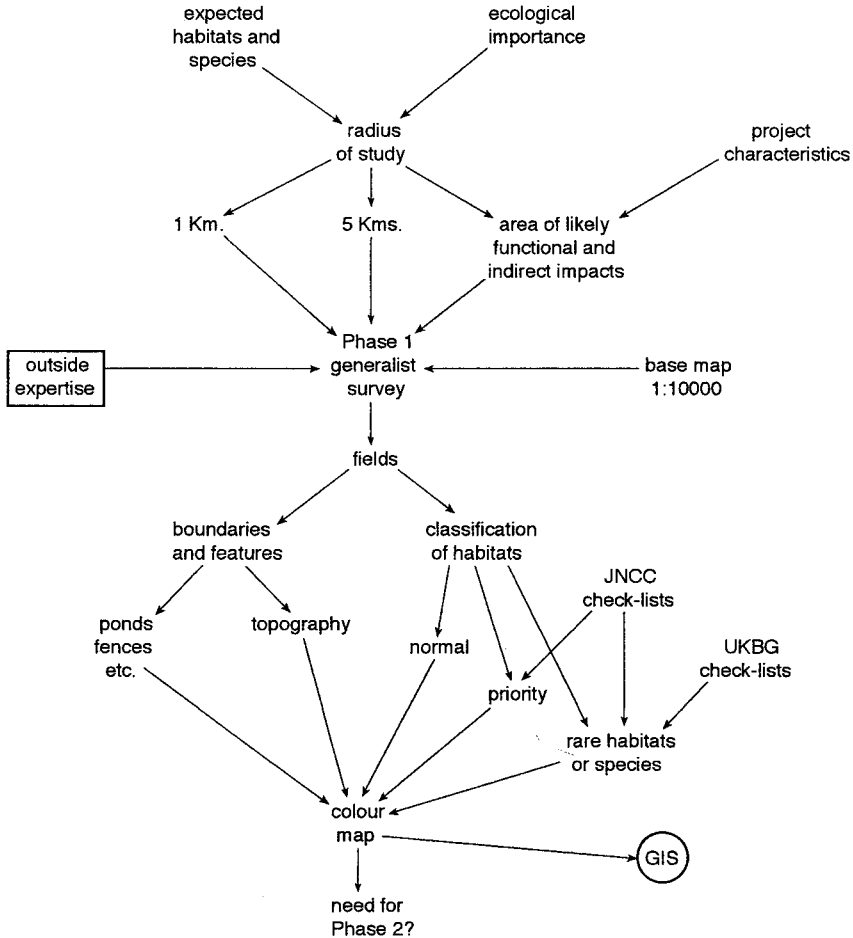 expected
habitats and
species
ecological
importance
radius
of study
project
characteristics
1 Km.
5 Kms.
area of likely
functional and
indirect impacts
Phase 1
generalist
survey
outside
expertise
base map
1:10000
fields
boundaries
and features
classification
of habitats
JNCC
check-lists
ponds
fences
etc.
topography
normal
UKBG
check-lists
priority
rare habitats
or species
colour
map
GIS
need for
Phase 2?